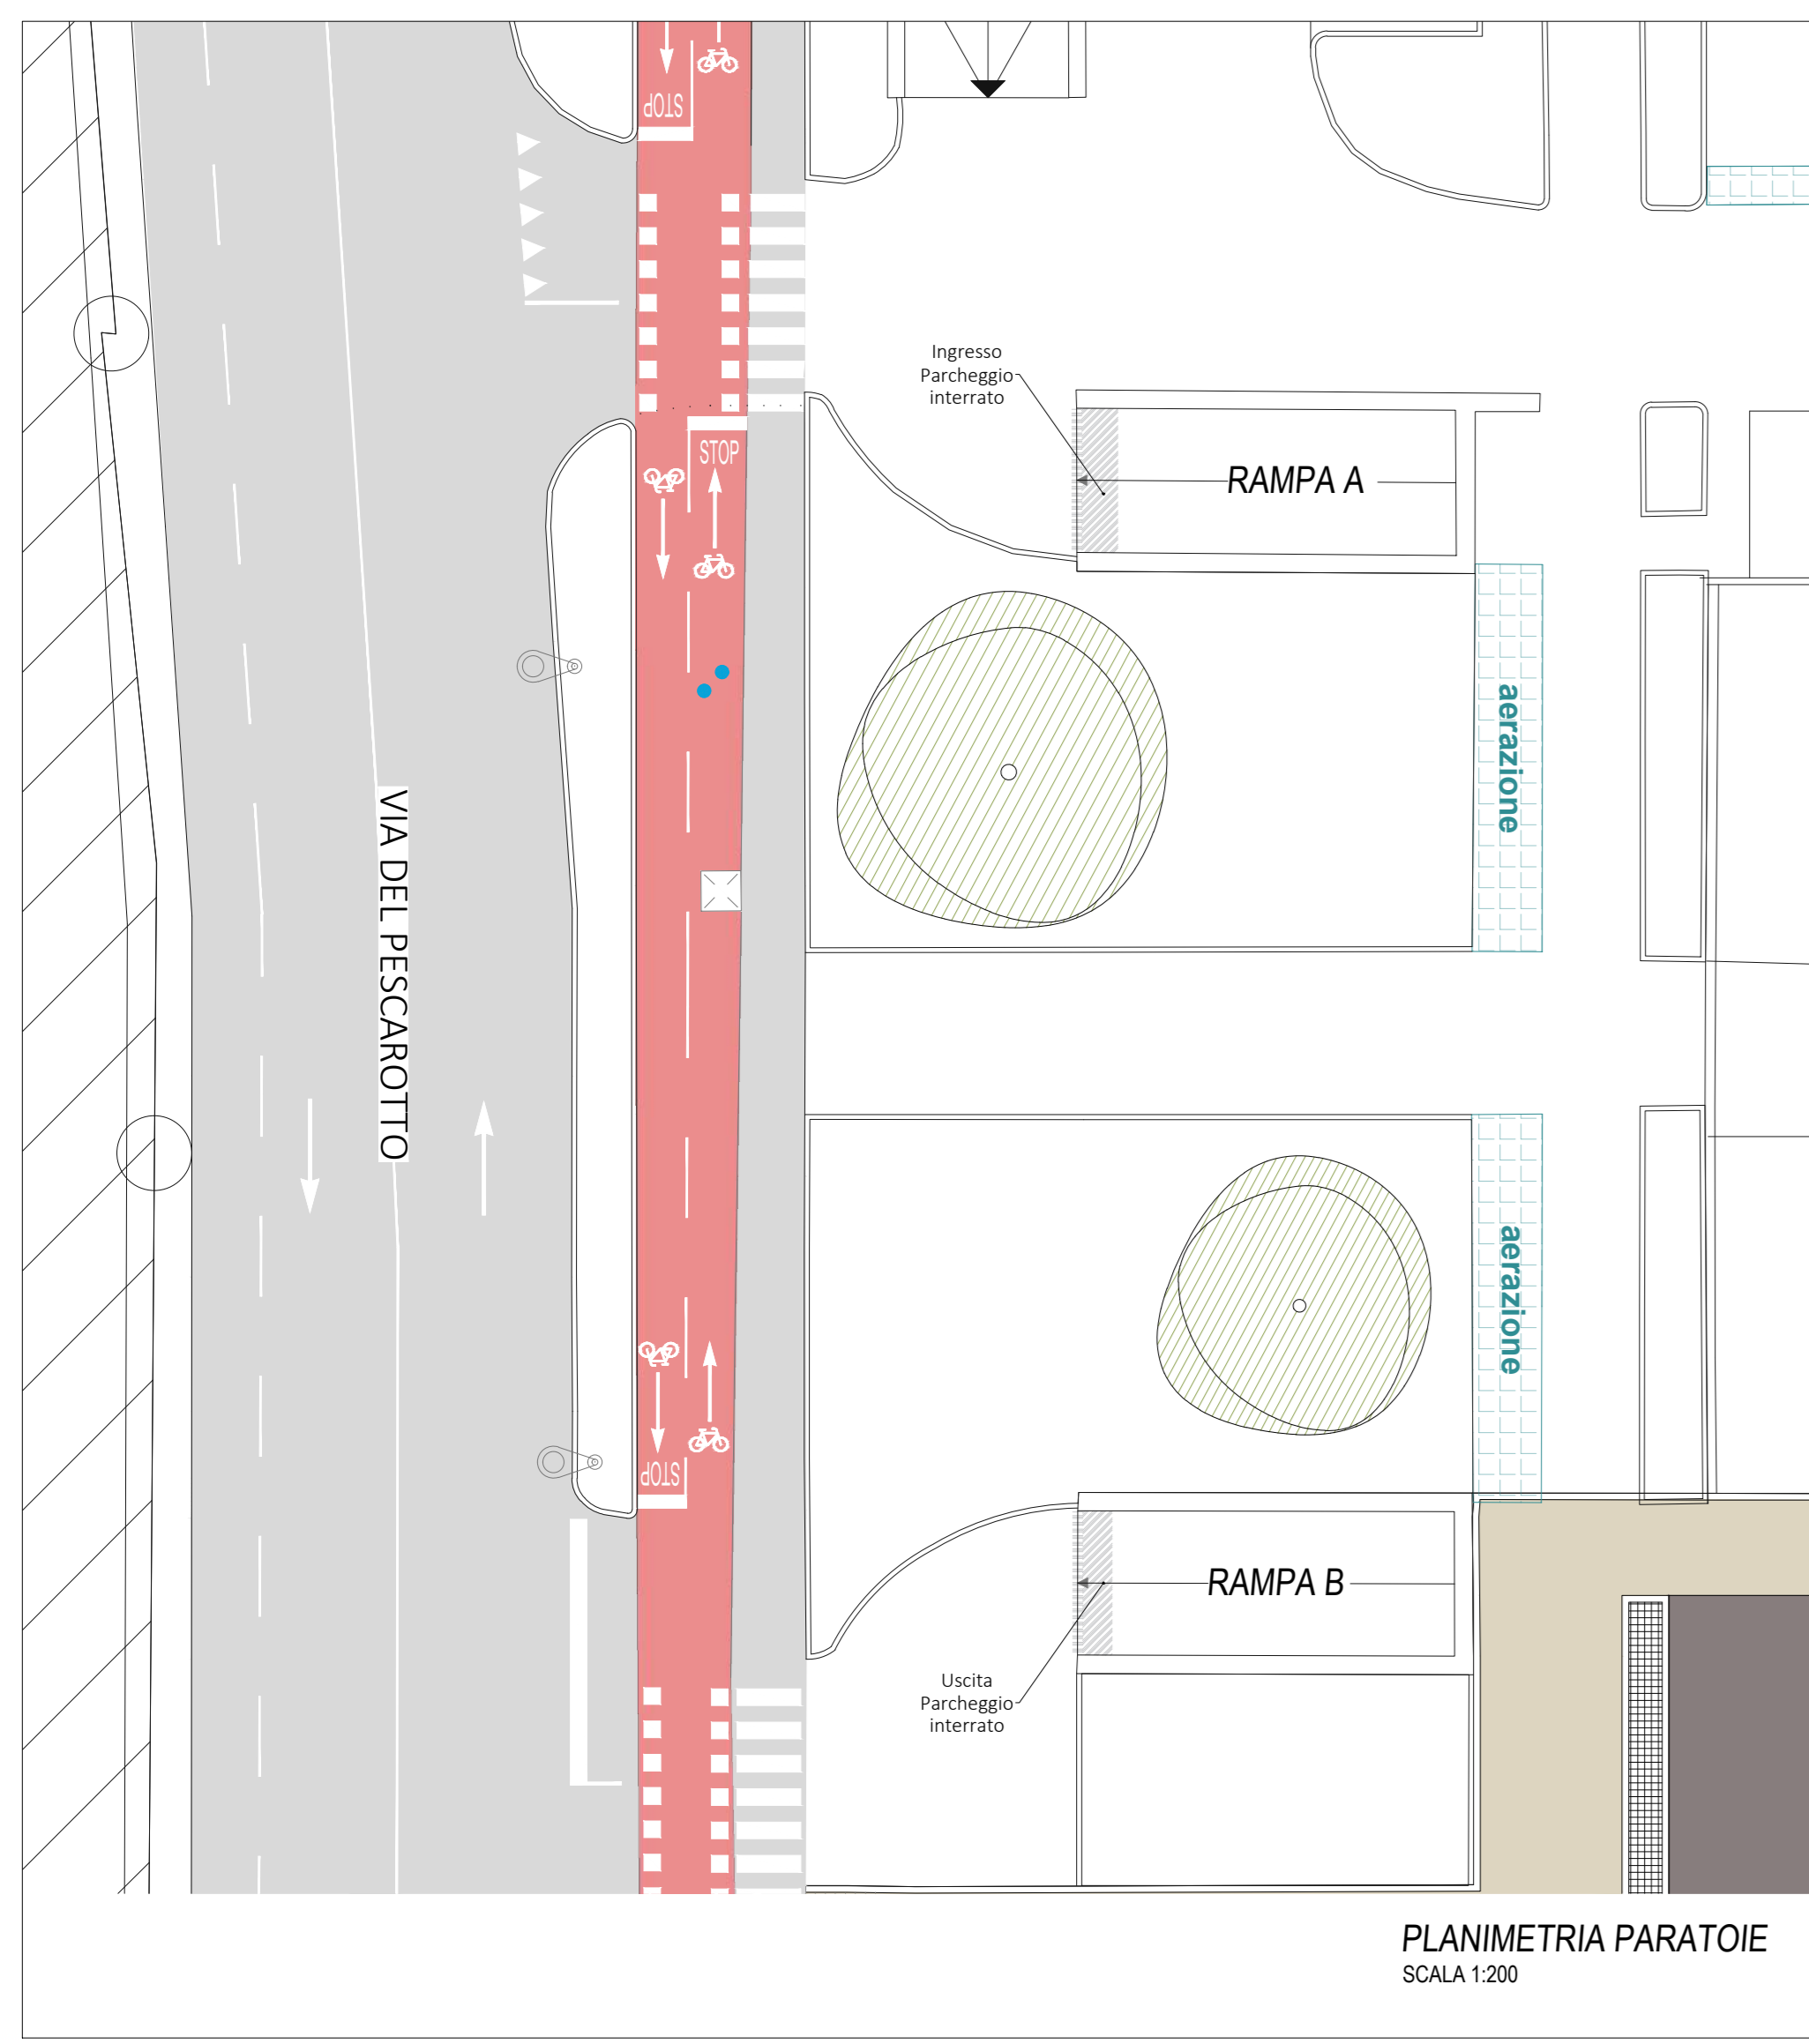 STOP
Ingresso
Parcheggio
interrato
STOP
RAMPA A
aerazione
VIA DEL PESCAROTTO
aerazione
STOP
RAMPA B
Uscita
Parcheggio
interrato
PLANIMETRIA PARATOIE
SCALA 1:200